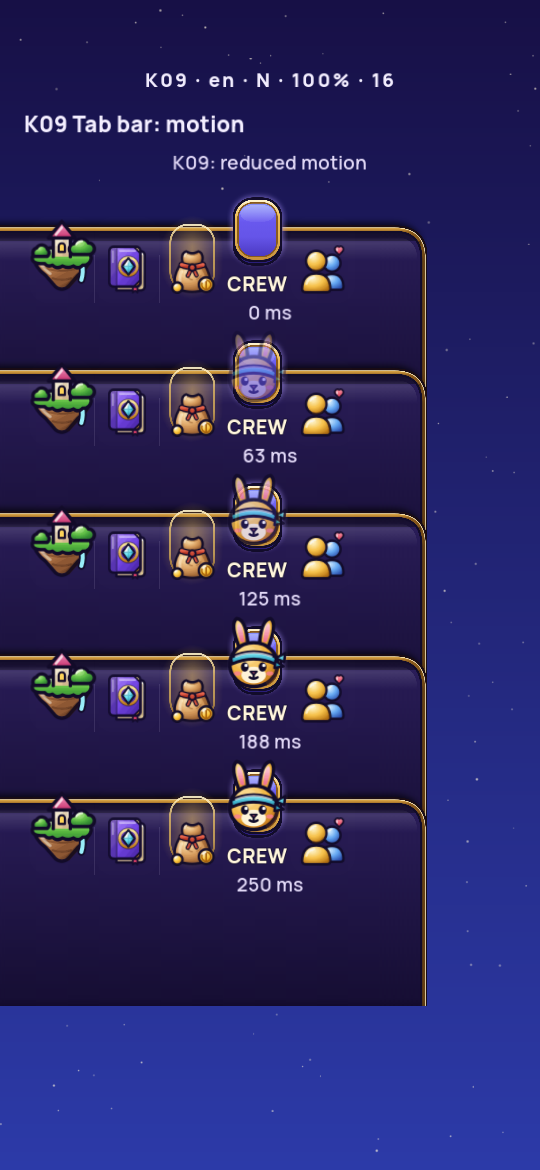 K09 · en · N · 100% · 16
K09 Tab bar: motion
K09: reduced motion
CREW
0 ms
CREW
63 ms
CREW
125 ms
CREW
188 ms
CREW
250 ms